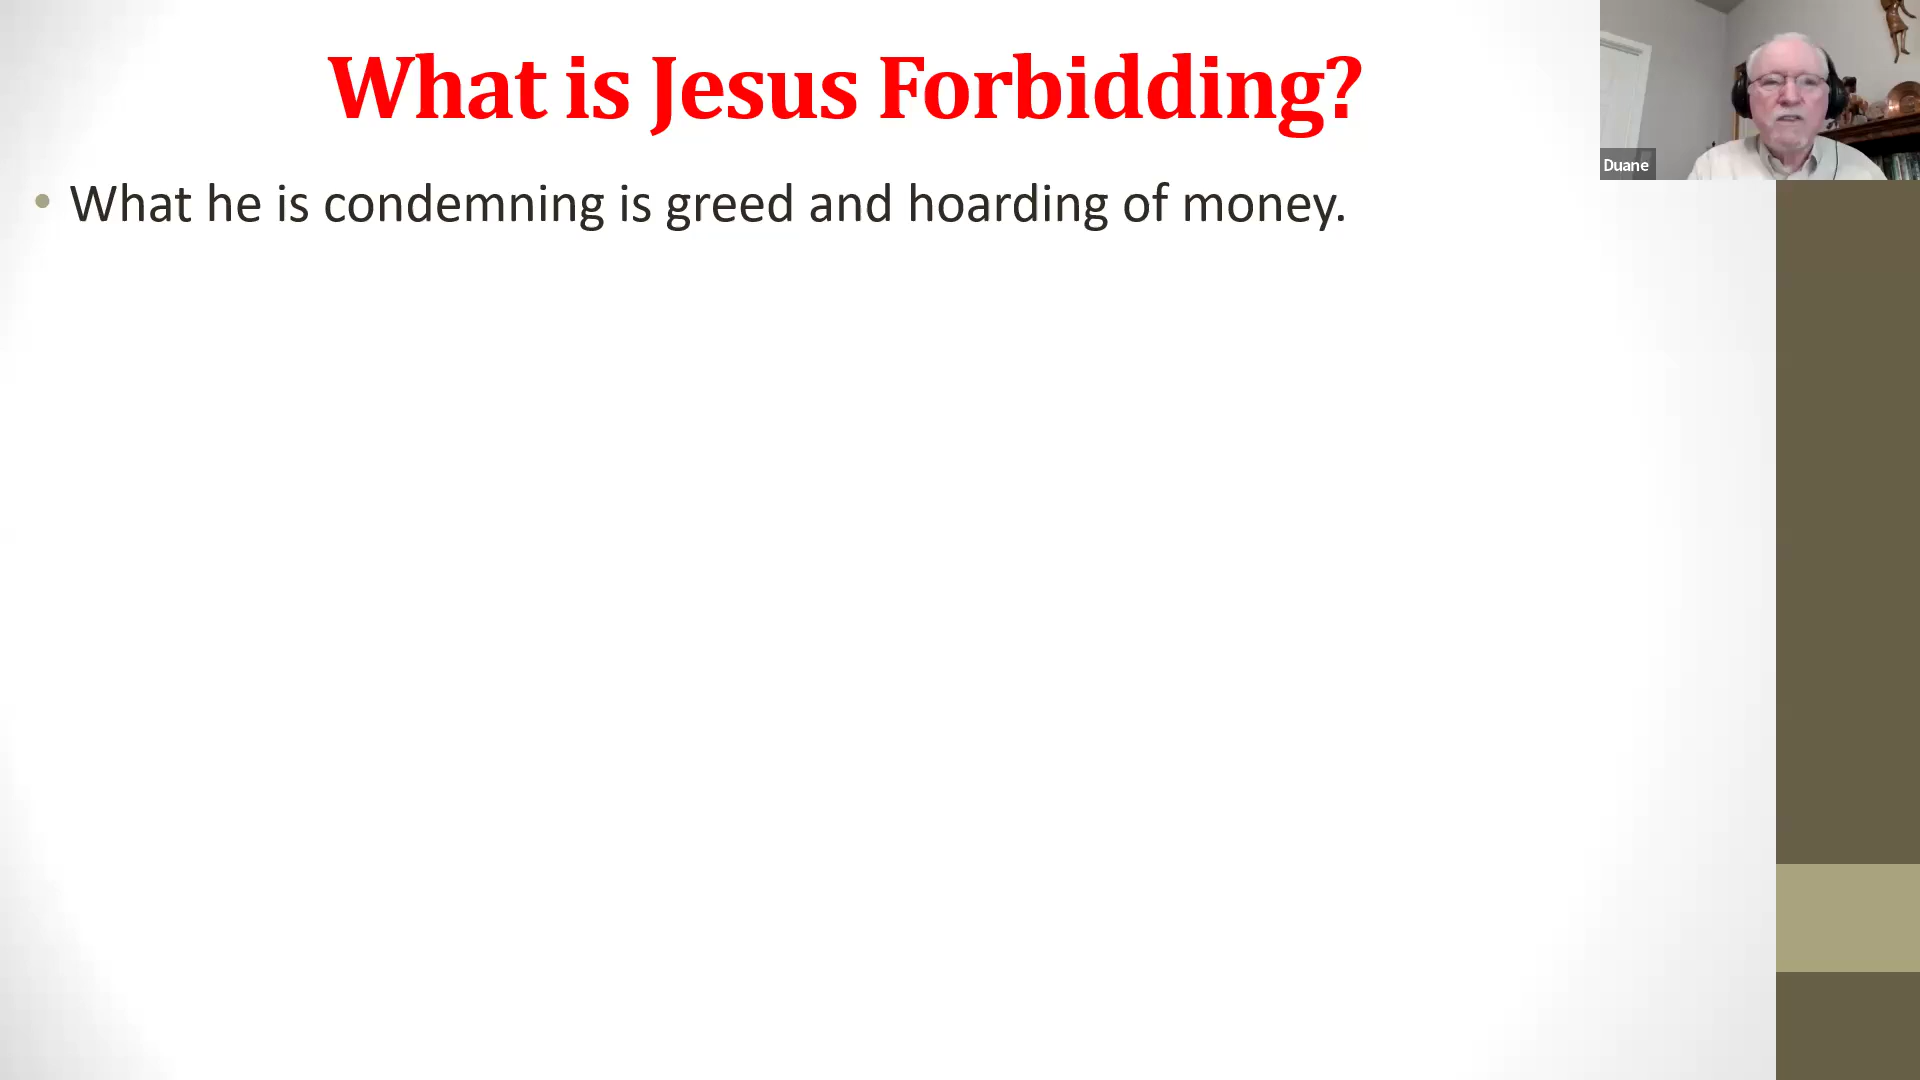 What is Jesus Forbidding?
• What he is condemning is greed and hoarding of money.
Duane